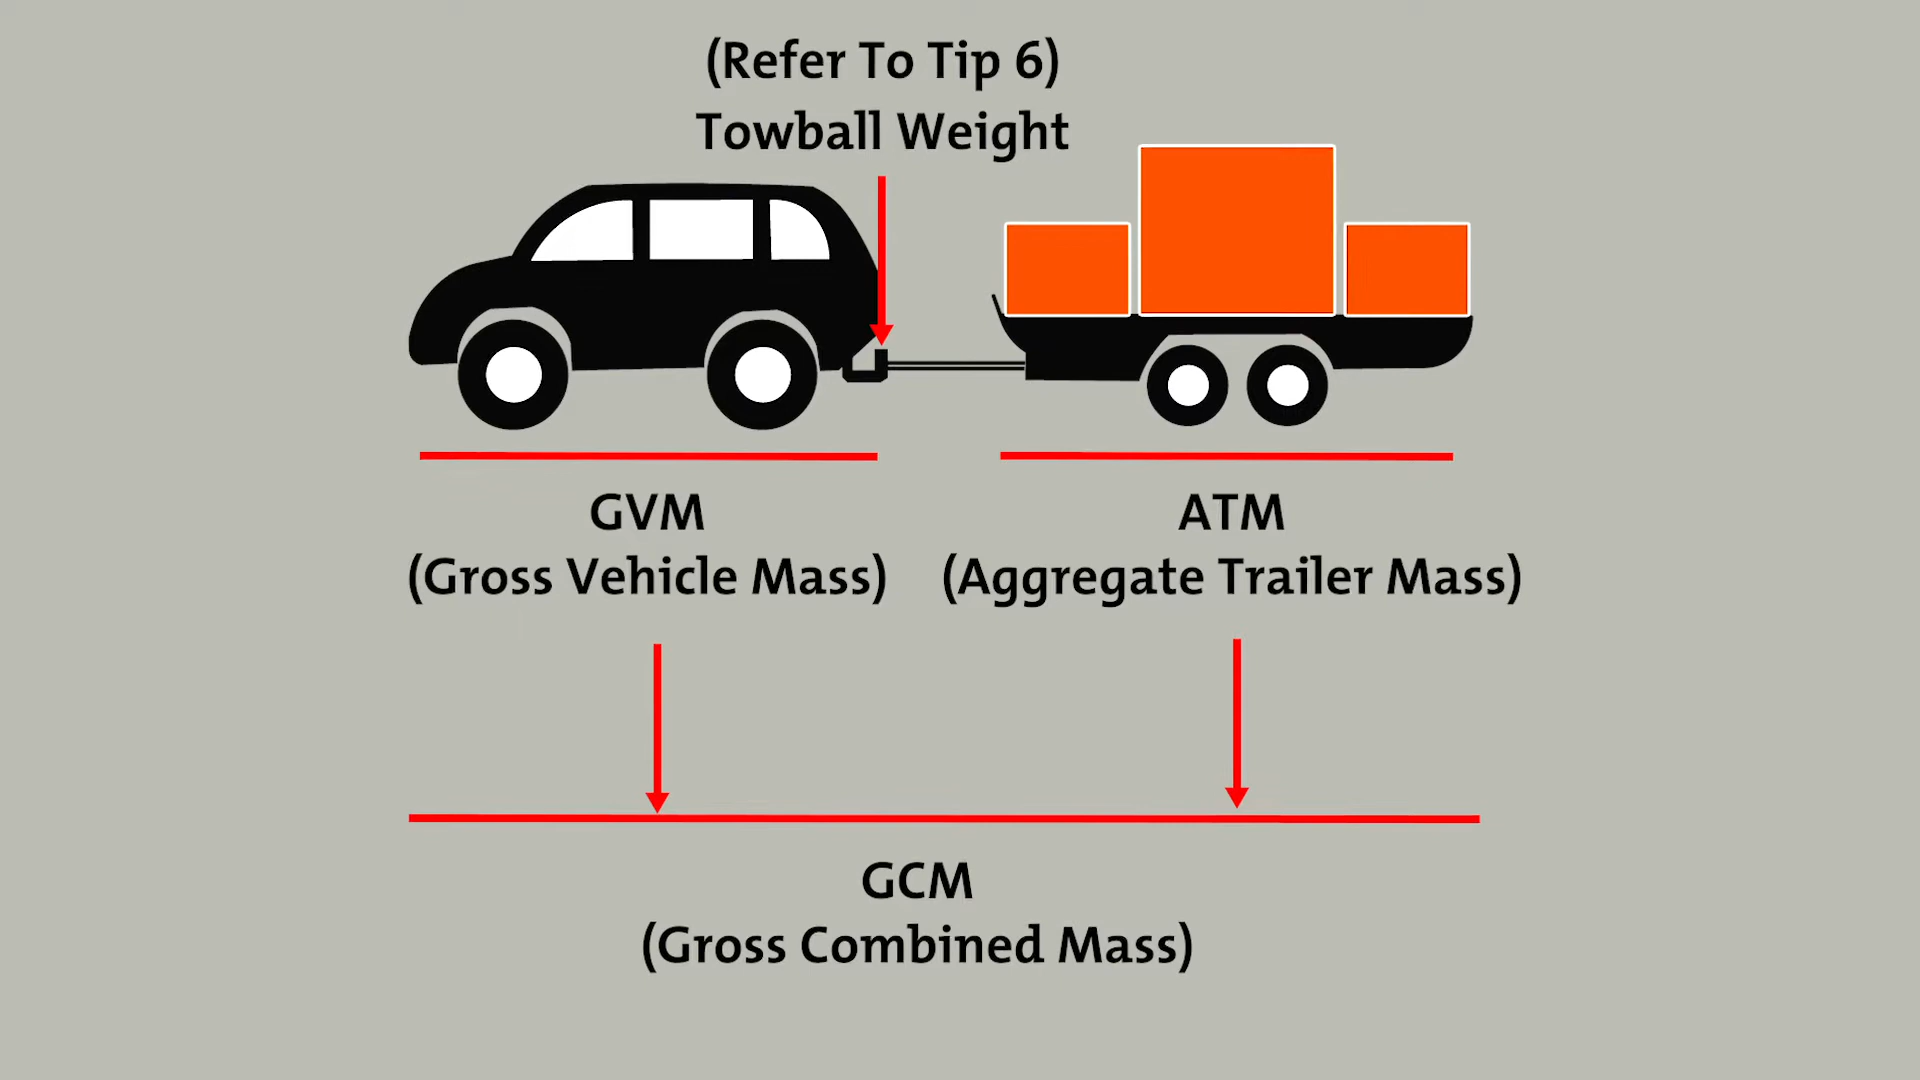 (Refer To Tip 6)
Towball Weight
GVM
(Gross Vehicle Mass)
ATM
(Aggregate Trailer Mass)
GCM
(Gross Combined Mass)